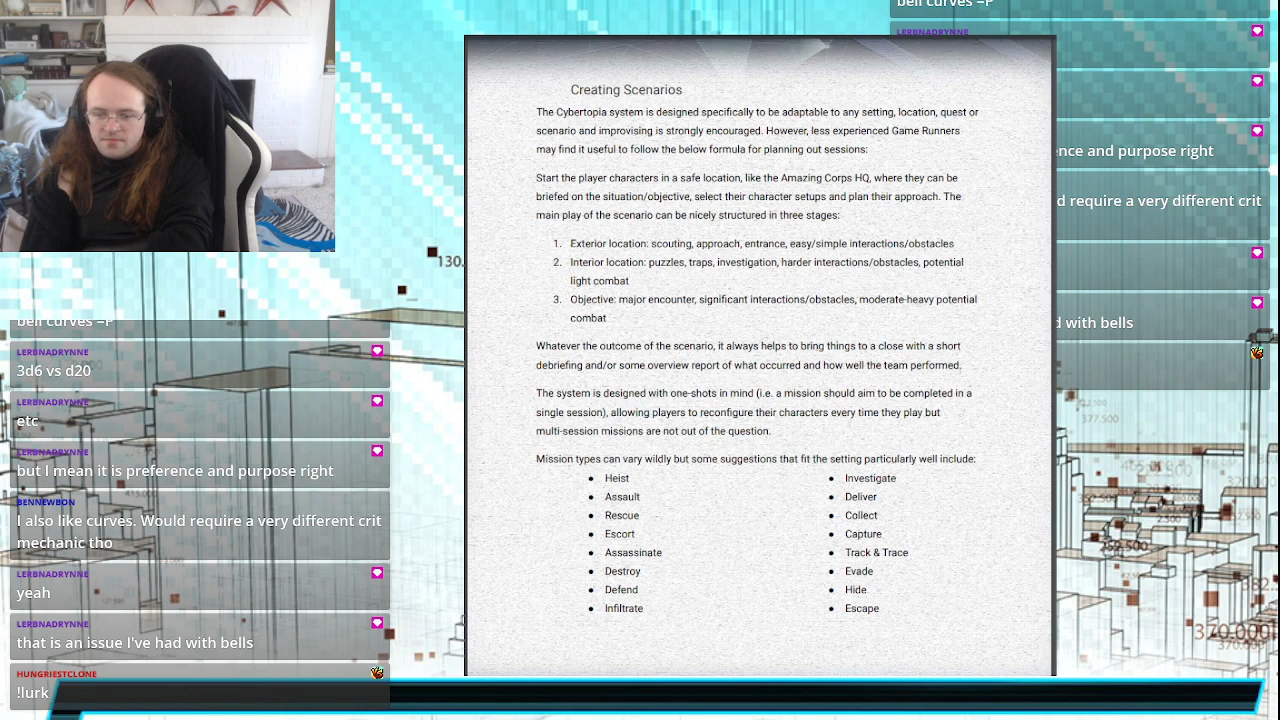 bell curves =P
LERBNADRYNNE
3d6 vs d20
LERBNADRYNNE
etc
LERBNADRYNNE
but I mean it is preference and purpose right
BENNEWBON
I also like curves. Would require a very different crit
mechanic tho
LERBNADRYNNE
yeah
LERBNADRYNNE
that is an issue I've had with bells
HUNGRIESTCLONE
!lurk
Creating Scenarios
The Cybertopia system is designed specifically to be adaptable to any setting, location, quest or
scenario and improvising is strongly encouraged. However, less experienced Game Runners
may find it useful to follow the below formula for planning out sessions:
Start the player characters in a safe location, like the Amazing Corps HQ, where they can be
briefed on the situation/objective, select their character setups and plan their approach. The
main play of the scenario can be nicely structured in three stages:
1. Exterior location: scouting, approach, entrance, easy/simple interactions/obstacles
2. Interior location: puzzles, traps, investigation, harder interactions/obstacles, potential
light combat
3. Objective: major encounter, significant interactions/obstacles, moderate-heavy potential
combat
Whatever the outcome of the scenario, it always helps to bring things to a close with a short
debriefing and/or some overview report of what occurred and how well the team performed.
The system is designed with one-shots in mind (i.e. a mission should aim to be completed in a
single session), allowing players to reconfigure their characters every time they play but
multi-session missions are not out of the question.
Mission types can vary wildly but some suggestions that fit the setting particularly well include:
● Heist
● Assault
● Rescue
● Escort
● Assassinate
● Destroy
● Defend
● Infiltrate
● Investigate
● Deliver
● Collect
● Capture
● Track & Trace
● Evade
● Hide
● Escape
bell curves =P
LERBNADRYNNE
ence and purpose right
d require a very different crit
d with bells
130.
377.500
370.000